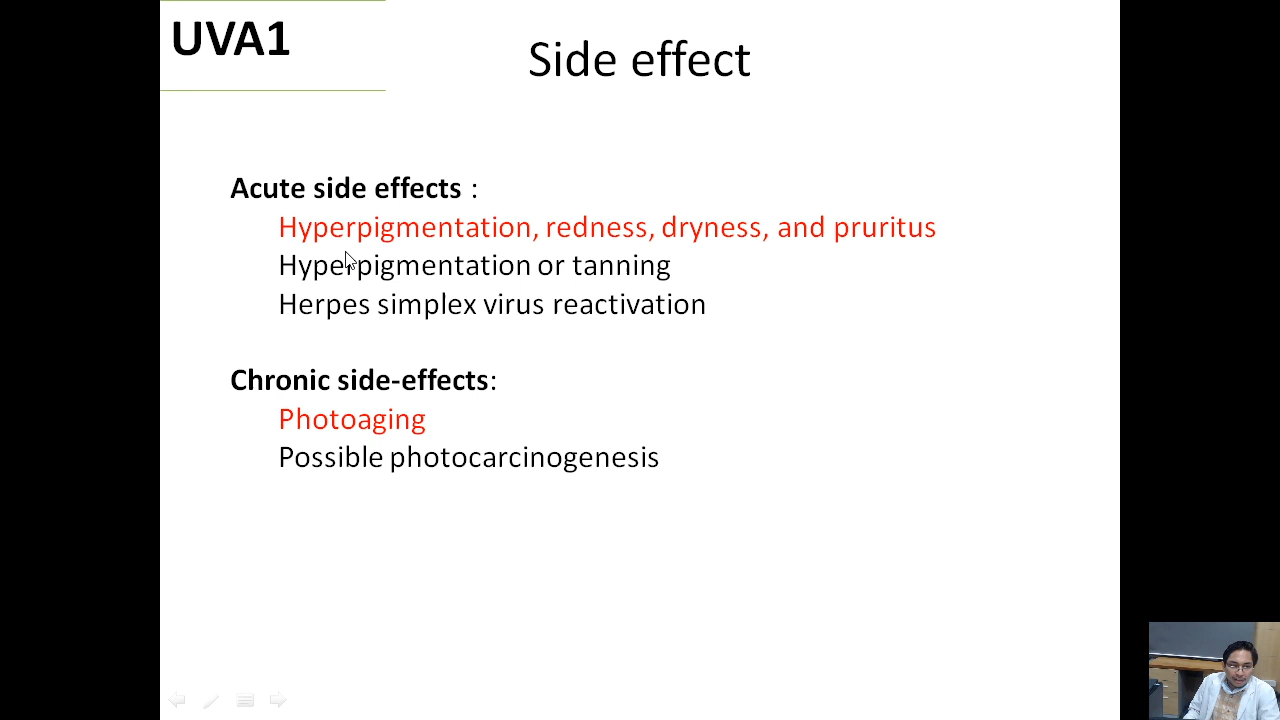 UVA1
Side effect
Acute side effects :
Hyperpigmentation, redness, dryness, and pruritus
Hyperpigmentation or tanning
Herpes simplex virus reactivation
Chronic side-effects:
Photoaging
Possible photocarcinogenesis